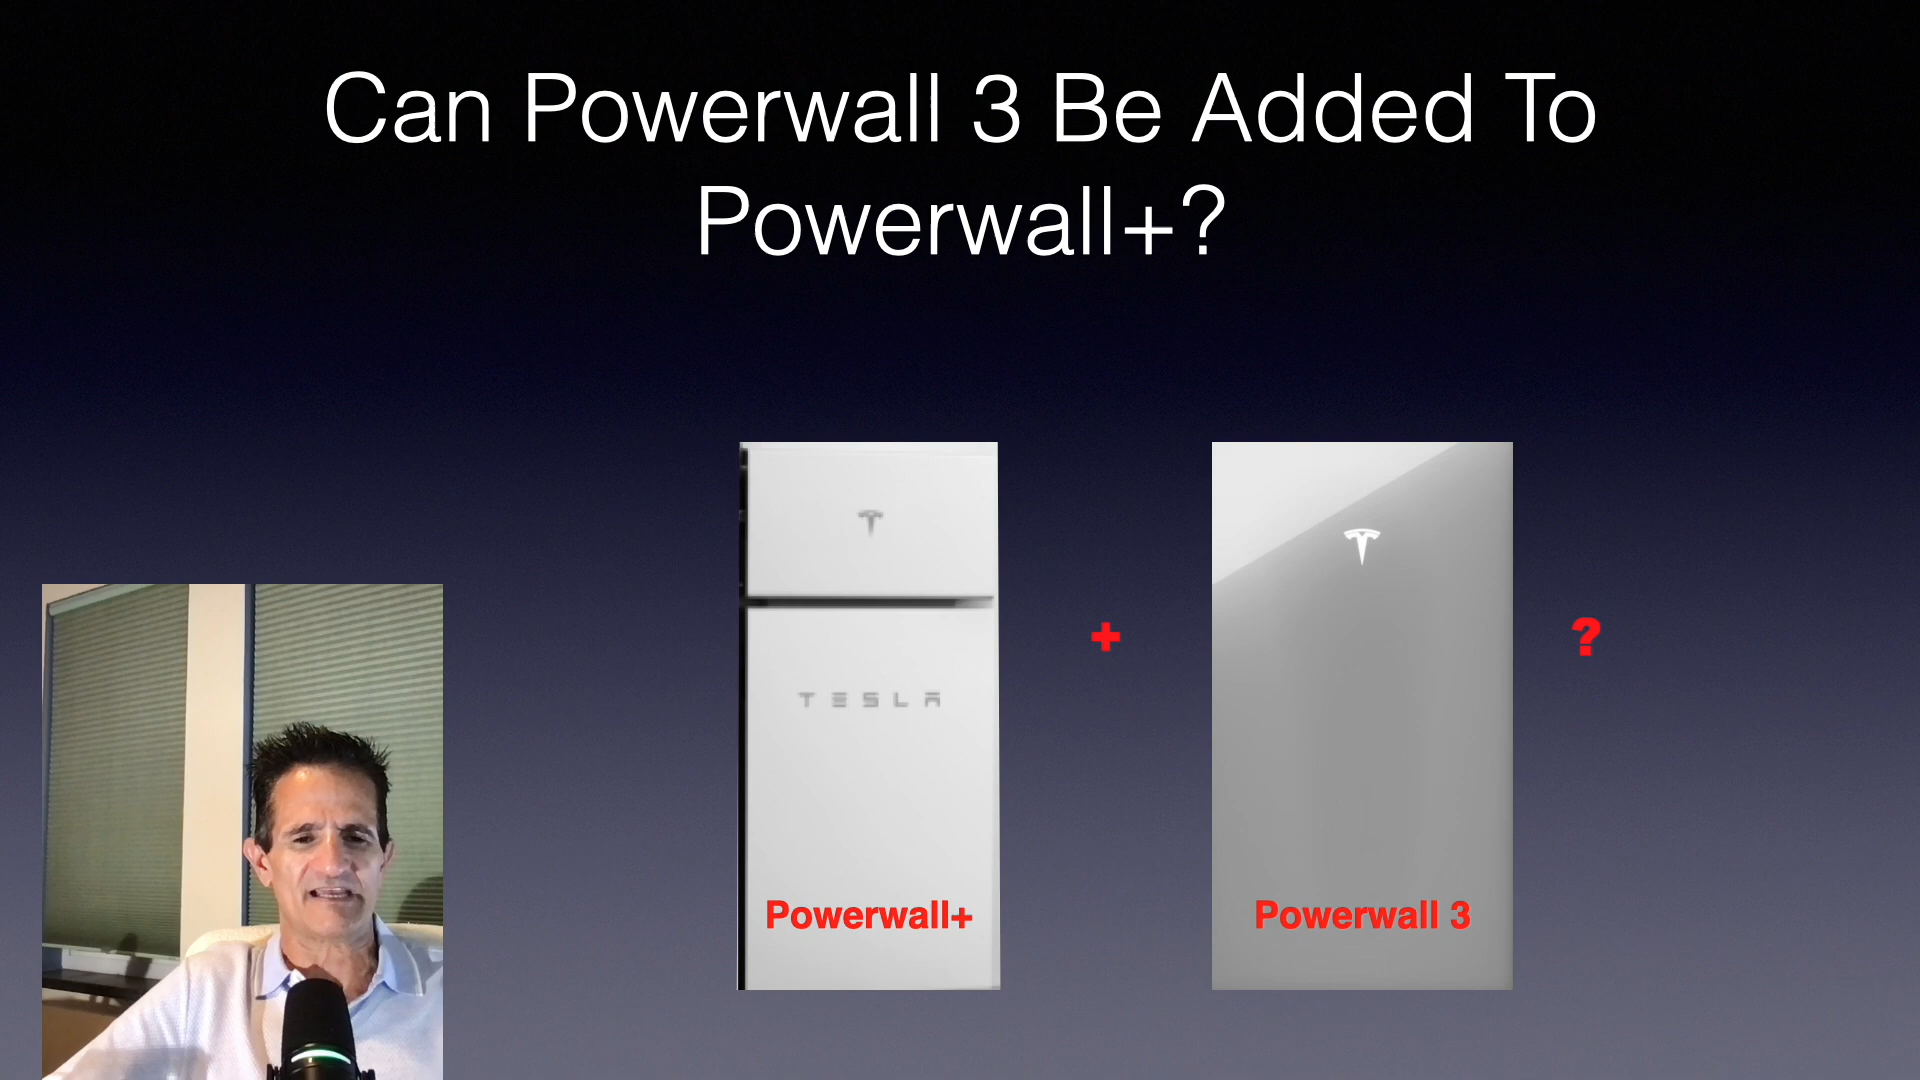 Can Powerwall 3 Be Added To
Powerwall+?
TESLA
+
?
Powerwall+
Powerwall 3